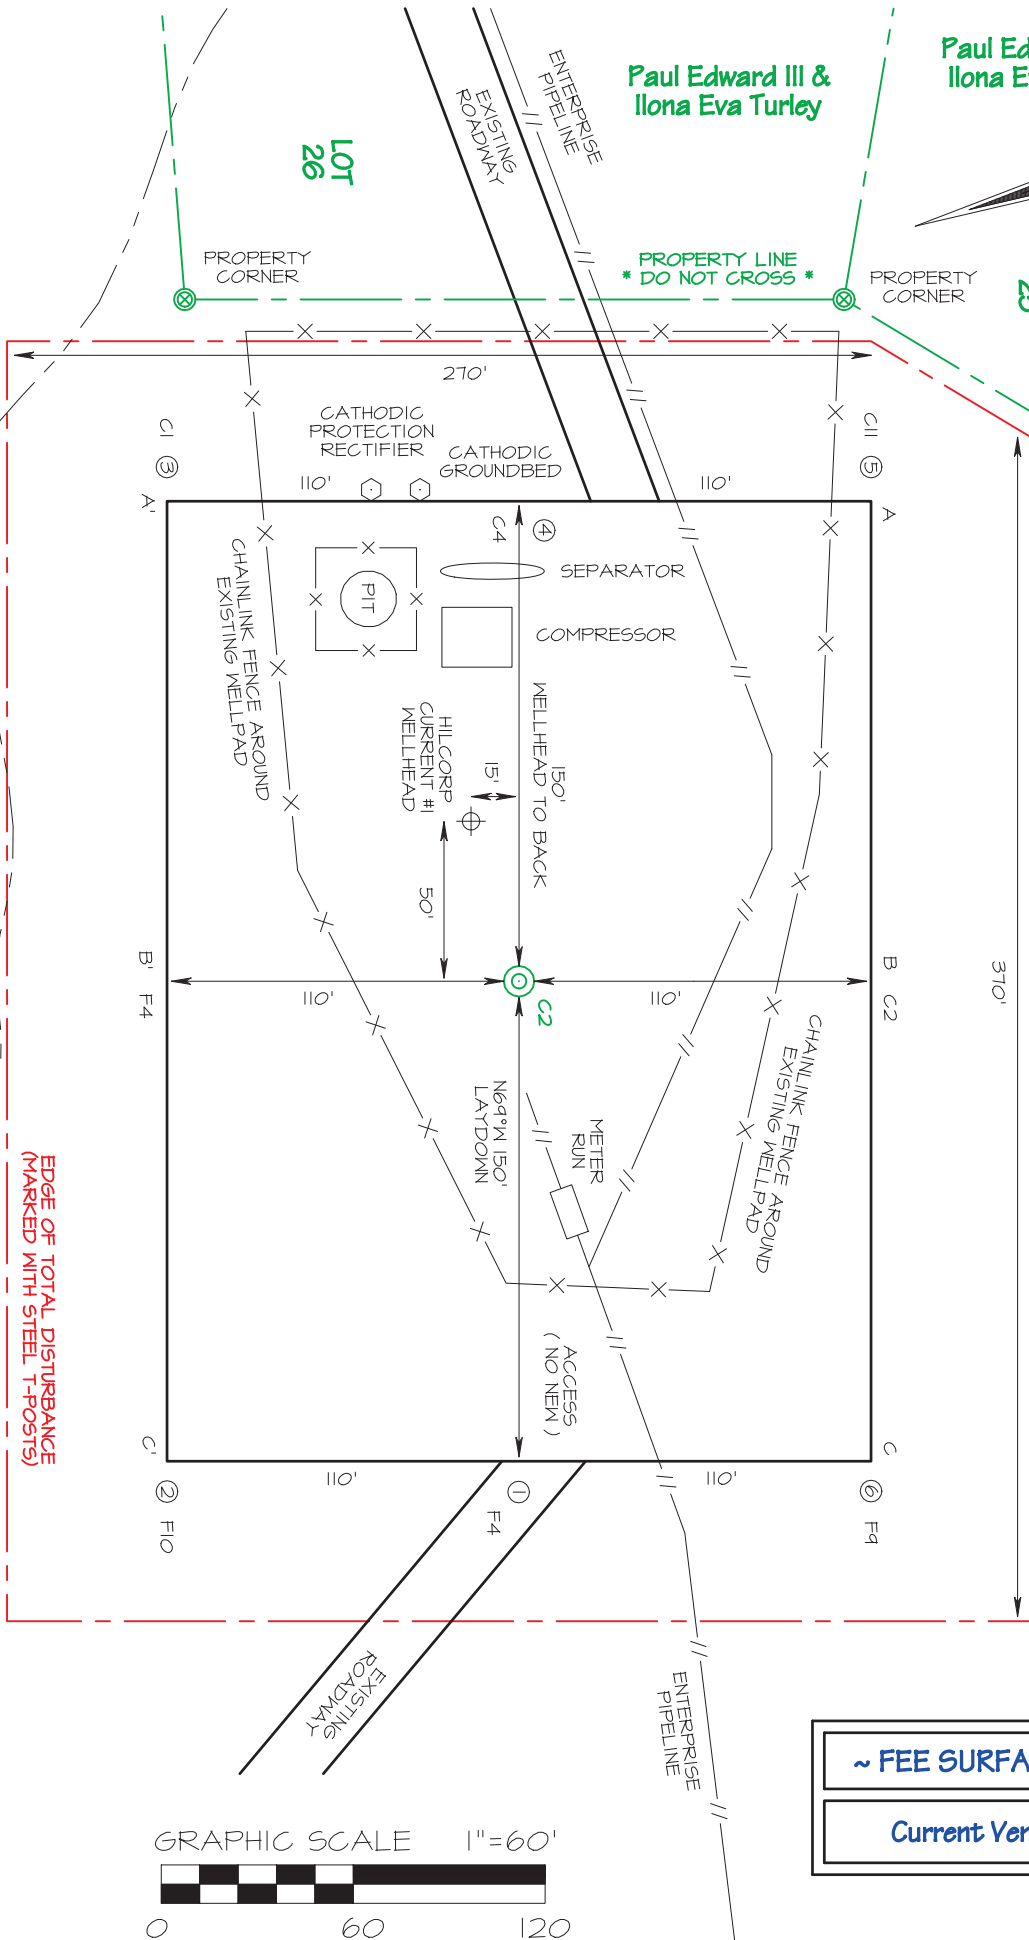 Paul Edward III &
Ilona Eva Turley
Paul Ed
Ilona E
ENTERPRISE
PIPELINE
EXISTING
ROADWAY
LOT
26
PROPERTY
CORNER
PROPERTY LINE
* DO NOT CROSS *
PROPERTY
CORNER
25
270'
C1 ③
CATHODIC
PROTECTION
RECTIFIER
CATHODIC
GROUNDBED
C11 ⑤
110'
110'
A'
A
C4 ④
SEPARATOR
PIT
COMPRESSOR
CHAINLINK FENCE AROUND
EXISTING WELLPAD
150'
WELLHEAD TO BACK
HILCORP
CURRENT #1
WELLHEAD
15'
50'
370'
B' F4
B C2
110'
110'
C2
CHAINLINK FENCE AROUND
EXISTING WELLPAD
N69°W 150'
LAYDOWN
METER
RUN
EDGE OF TOTAL DISTURBANCE
(MARKED WITH STEEL T-POSTS)
ACCESS
( NO NEW )
C'
C
110'
110'
② F10
① F4
⑥ F9
EXISTING
ROADWAY
ENTERPRISE
PIPELINE
~ FEE SURFA
Current Ver
GRAPHIC SCALE 1"=60'
0 60 120